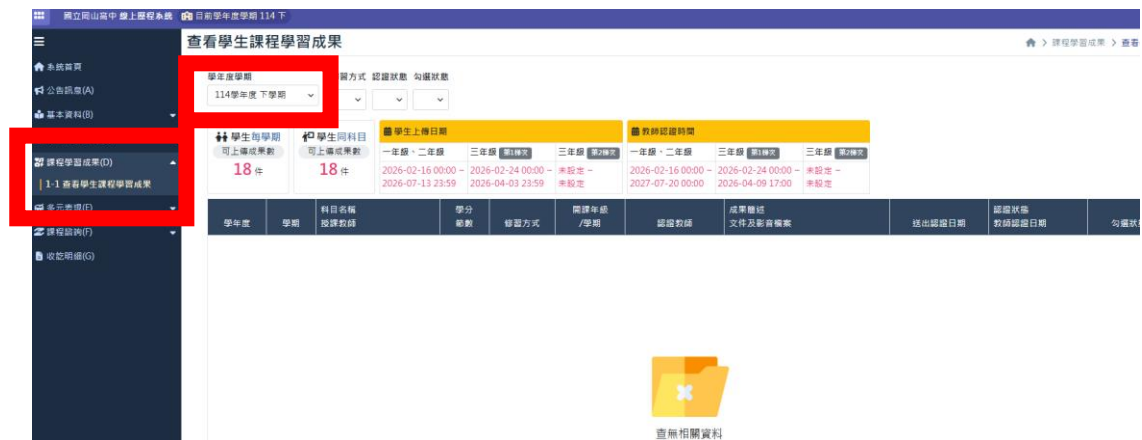 國立岡山高中 線上歷程系統 目前學年度學期 114 下
查看學生課程學習成果
課程學習成果 > 查看
系統首頁
公告訊息(A)
基本資料(B)
課程學習成果(D)
1-1 查看學生課程學習成果
多元表現(E)
課程諮詢(F)
收訖明細(G)
學年度學期 習方式 認證狀態 勾選狀態
114學年度 下學期
學生每學期 可上傳成果數 18 件
學生同科目 可上傳成果數 18 件
學生上傳日期
一年級、二年級 三年級 第1梯次 三年級 第2梯次
2026-02-16 00:00 ~ 2026-02-24 00:00 ~ 未設定 ~
2026-07-13 23:59 2026-04-03 23:59 未設定
教師認證時間
一年級、二年級 三年級 第1梯次 三年級 第2梯次
2026-02-16 00:00 ~ 2026-02-24 00:00 ~ 未設定 ~
2027-07-20 00:00 2026-04-09 17:00 未設定
學年度 學期 科目名稱 授課教師 學分 節數 修習方式 開課年級 /學期 認證教師 成果簡述 文件及影音檔案 送出認證日期 認證狀態 教師認證日期 勾選狀
查無相關資料